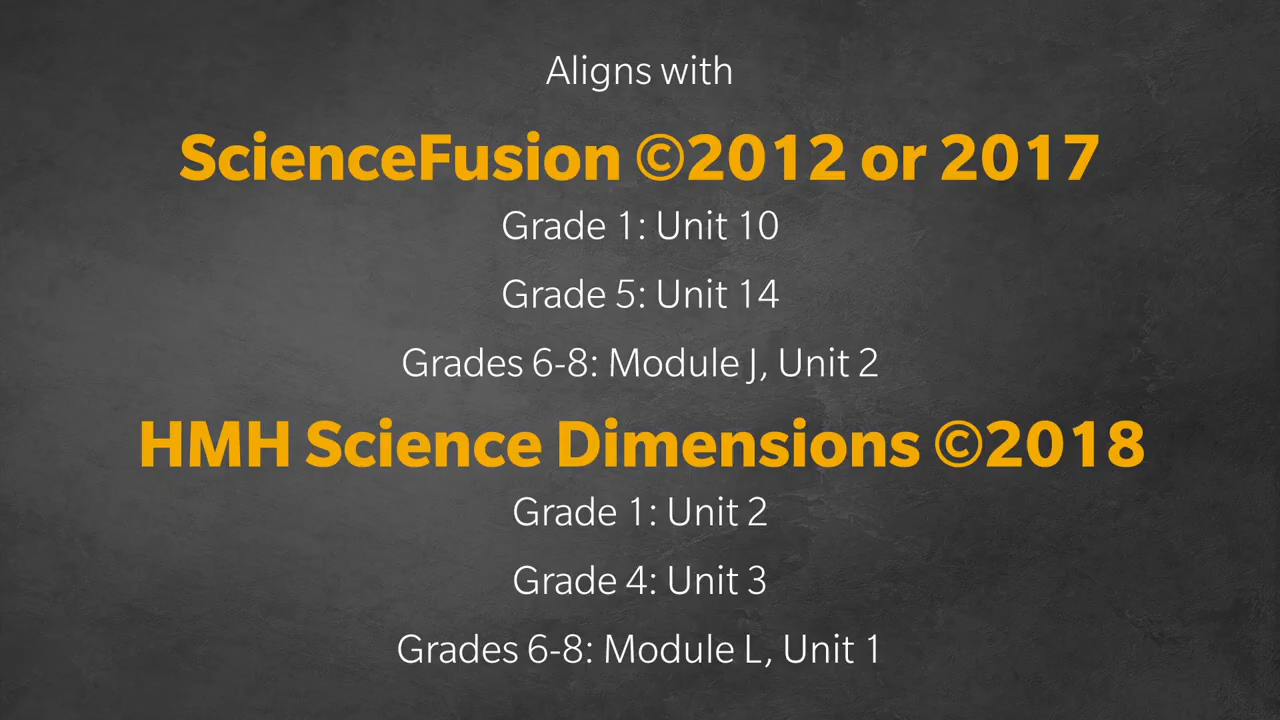 Aligns with
ScienceFusion ©2012 or 2017
Grade 1: Unit 10
Grade 5: Unit 14
Grades 6-8: Module J, Unit 2
HMH Science Dimensions ©2018
Grade 1: Unit 2
Grade 4: Unit 3
Grades 6-8: Module L, Unit 1